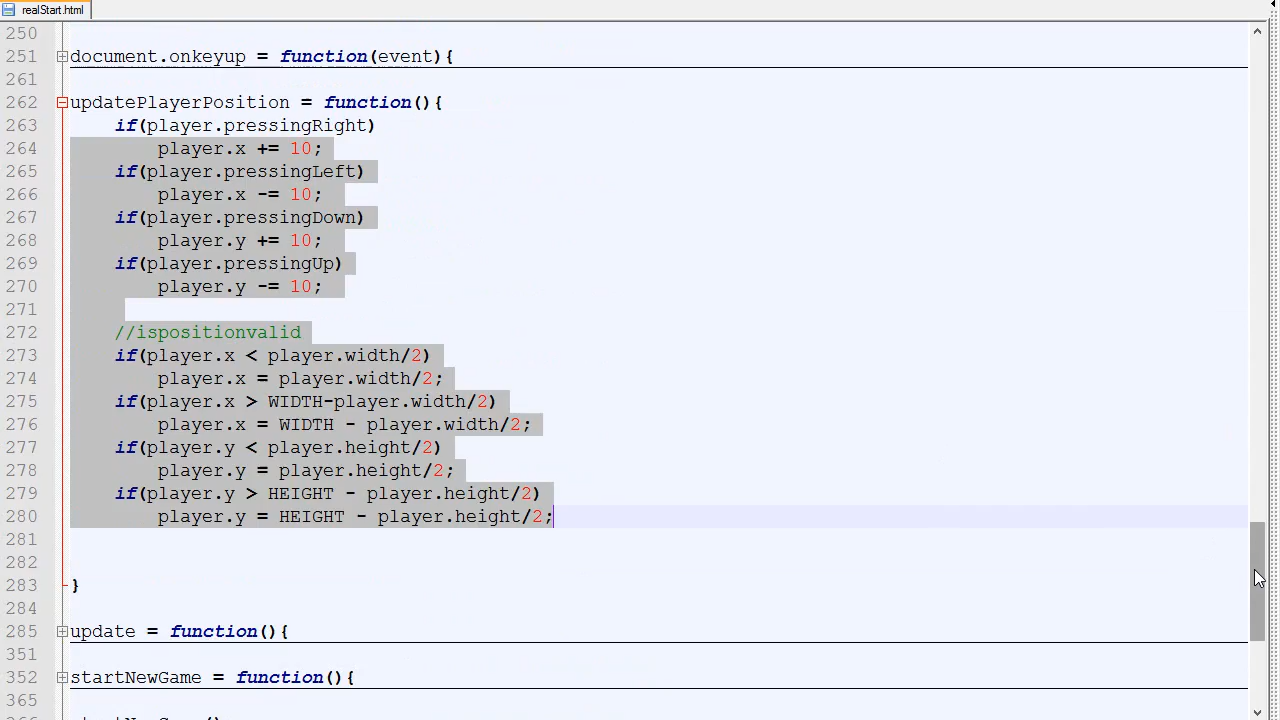 realStart.html
250
251 document.onkeyup = function(event){
261
262 updatePlayerPosition = function(){
263 if(player.pressingRight)
264 player.x += 10;
265 if(player.pressingLeft)
266 player.x -= 10;
267 if(player.pressingDown)
268 player.y += 10;
269 if(player.pressingUp)
270 player.y -= 10;
271
272 //ispositionvalid
273 if(player.x < player.width/2)
274 player.x = player.width/2;
275 if(player.x > WIDTH-player.width/2)
276 player.x = WIDTH - player.width/2;
277 if(player.y < player.height/2)
278 player.y = player.height/2;
279 if(player.y > HEIGHT - player.height/2)
280 player.y = HEIGHT - player.height/2;
281
282
283 }
284
285 update = function(){
351
352 startNewGame = function(){
365